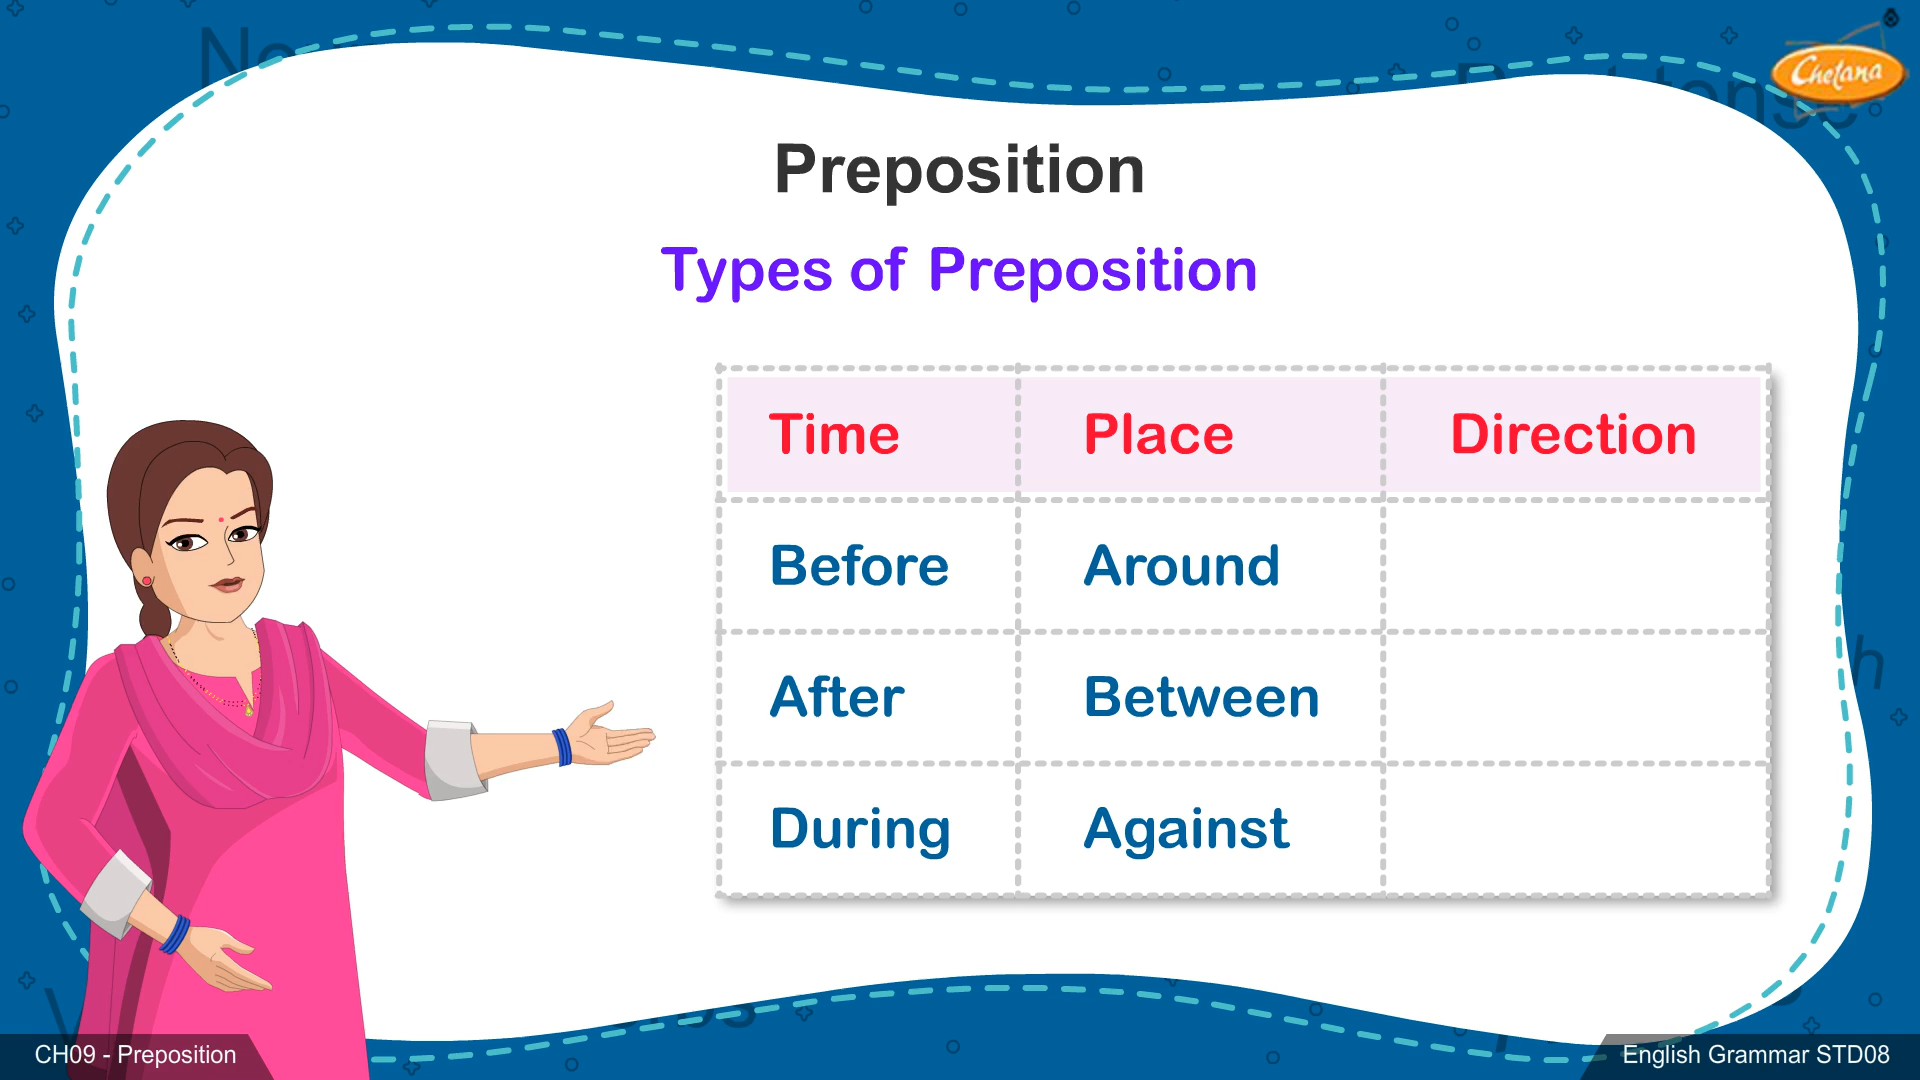 Chetana
Preposition
Types of Preposition
Time Place Direction
Before Around
After Between
During Against
CH09 - Preposition
English Grammar STD08